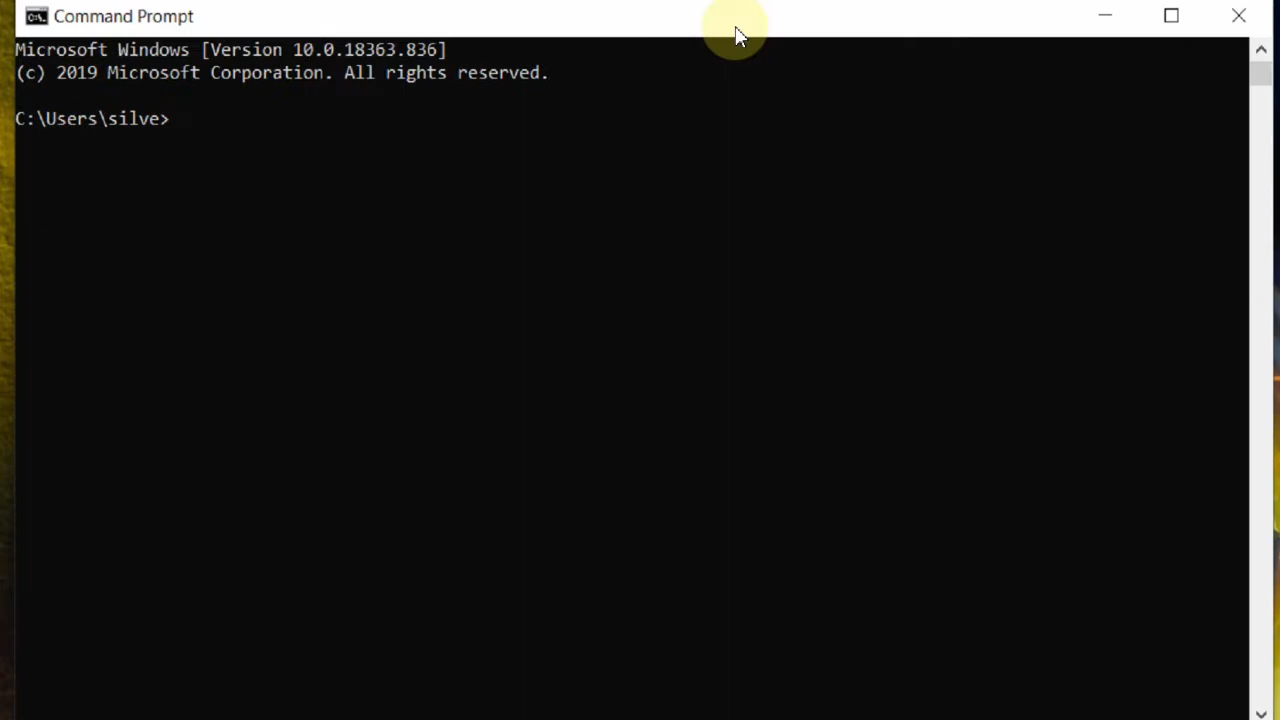 Command Prompt
Microsoft Windows [Version 10.0.18363.836]
(c) 2019 Microsoft Corporation. All rights reserved.
C:\Users\silve>